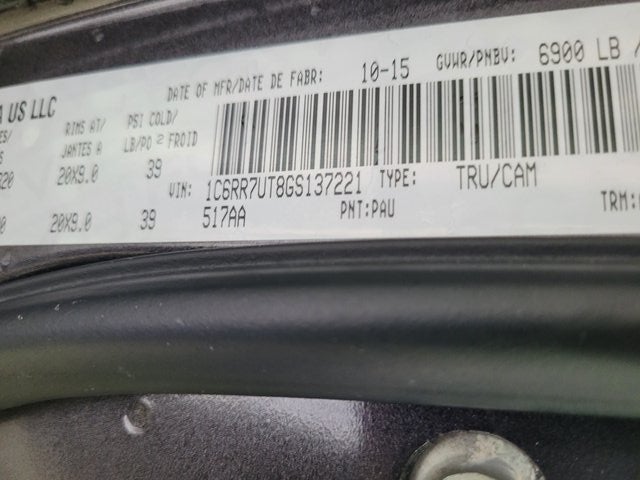 US LLC
DATE OF MFR/DATE DE FABR: 10-15 GVWR/PNBV: 6900 LB
RIMS AT/ PSI COLD/
JANTES A LB/PO 2 FROID
20X9.0 39
VIN: 1C6RR7UT8GS137221 TYPE: TRU/CAM
20X9.0 39 517AA PNT:PAU TRM: